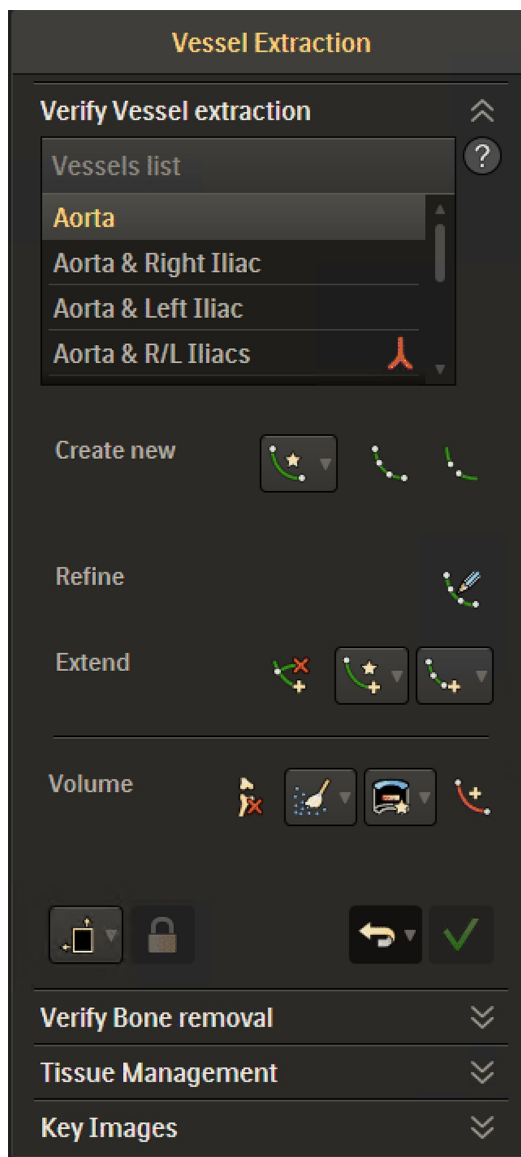 Vessel Extraction
Verify Vessel extraction
?
Vessels list
Aorta
Aorta & Right Iliac
Aorta & Left Iliac
Aorta & R/L Iliacs
Create new
Refine
Extend
Volume
Verify Bone removal
Tissue Management
Key Images